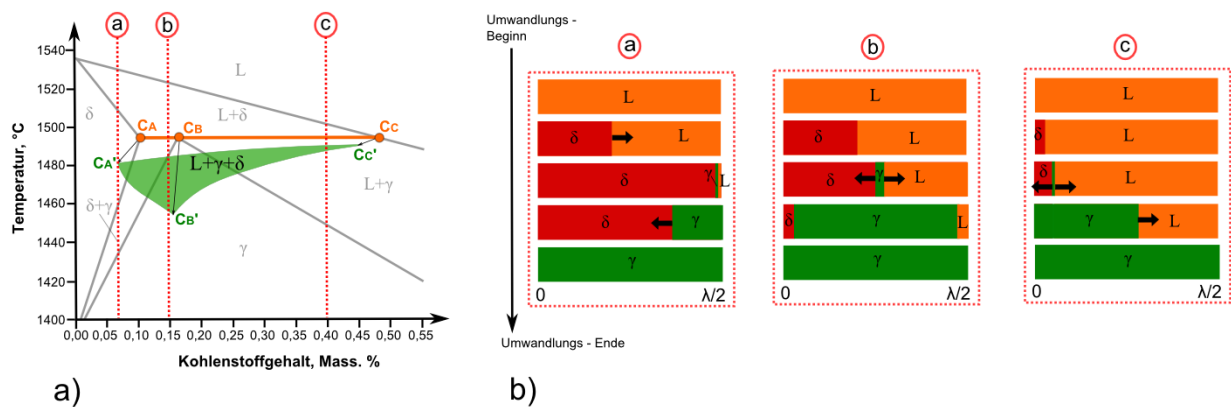 a
b
c
1540
1520
1500
1480
1460
1440
1420
1400
Temperatur, °C
0,00 0,05 0,10 0,15 0,20 0,25 0,30 0,35 0,40 0,45 0,50 0,55
Kohlenstoffgehalt, Mass. %
L
δ
L+δ
CA
CB
CC
CA'
L+γ+δ
CC'
L+γ
δ+γ
CB'
γ
a)
Umwandlungs -
Beginn
Umwandlungs - Ende
b)
a
L
δ L
δ γ L
δ γ
γ
0 λ/2
b
L
δ L
δ γ L
δ γ L
γ
0 λ/2
c
L
δ L
δ L
γ L
γ
0 λ/2